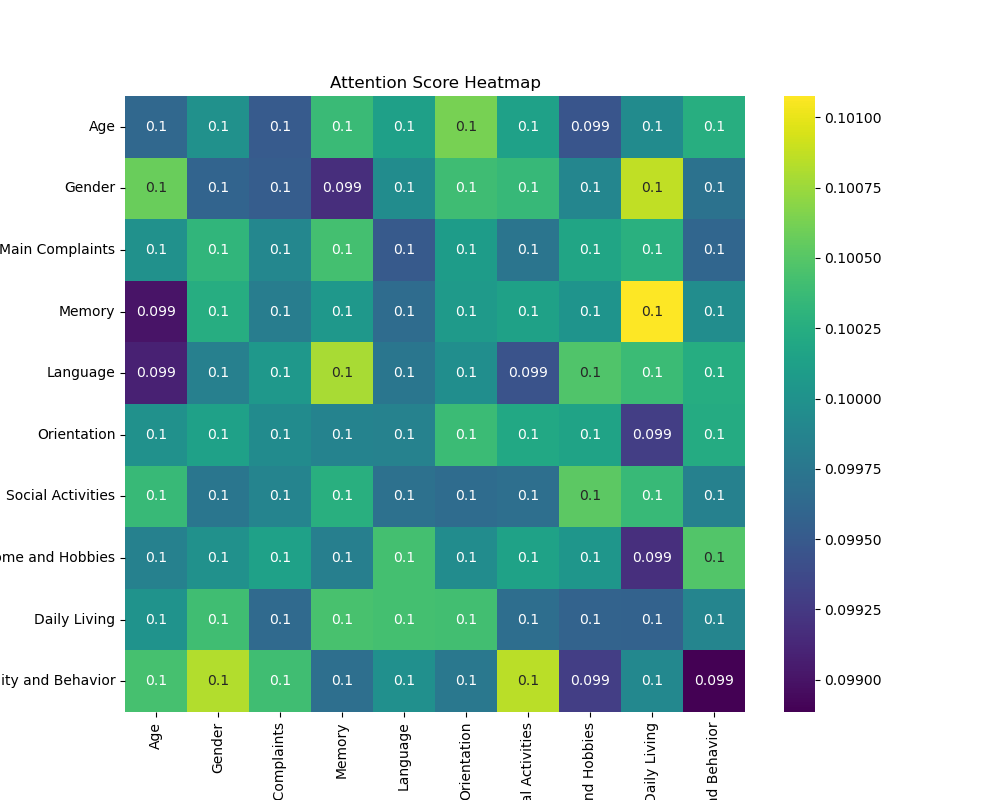 Attention Score Heatmap
Age 0.1 0.1 0.1 0.1 0.1 0.1 0.1 0.099 0.1 0.1
Gender 0.1 0.1 0.1 0.099 0.1 0.1 0.1 0.1 0.1 0.1
Main Complaints 0.1 0.1 0.1 0.1 0.1 0.1 0.1 0.1 0.1 0.1
Memory 0.099 0.1 0.1 0.1 0.1 0.1 0.1 0.1 0.1 0.1
Language 0.099 0.1 0.1 0.1 0.1 0.1 0.099 0.1 0.1 0.1
Orientation 0.1 0.1 0.1 0.1 0.1 0.1 0.1 0.1 0.099 0.1
Social Activities 0.1 0.1 0.1 0.1 0.1 0.1 0.1 0.1 0.1 0.1
ome and Hobbies 0.1 0.1 0.1 0.1 0.1 0.1 0.1 0.1 0.099 0.1
Daily Living 0.1 0.1 0.1 0.1 0.1 0.1 0.1 0.1 0.1 0.1
ity and Behavior 0.1 0.1 0.1 0.1 0.1 0.1 0.1 0.099 0.1 0.099
Age
Gender
Complaints
Memory
Language
Orientation
al Activities
nd Hobbies
Daily Living
nd Behavior
0.10100
0.10075
0.10050
0.10025
0.10000
0.09975
0.09950
0.09925
0.09900